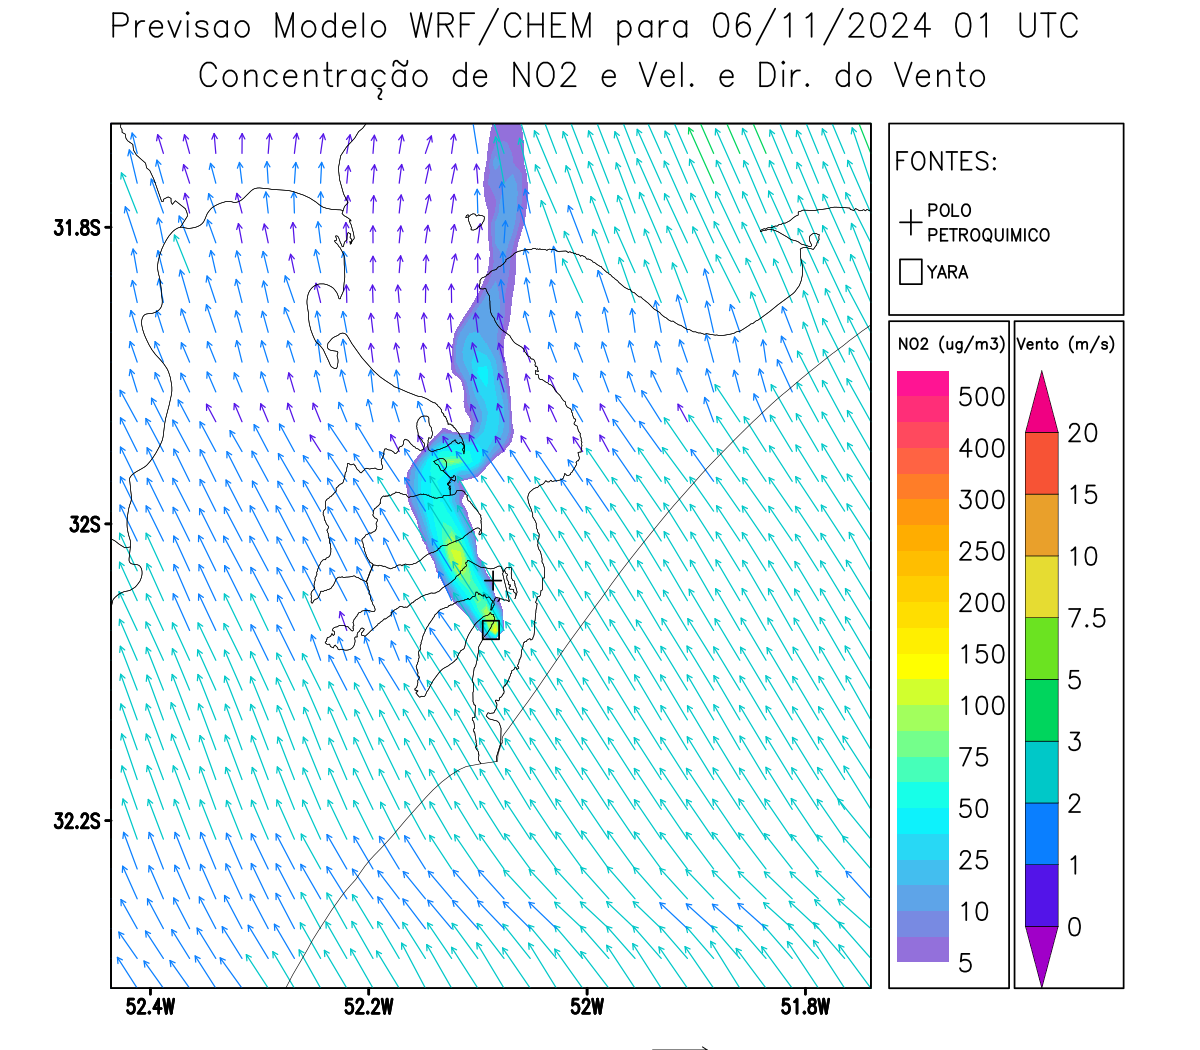 Previsao Modelo WRF/CHEM para 06/11/2024 01 UTC
Concentração de NO2 e Vel. e Dir. do Vento
FONTES:
POLO
PETROQUIMICO
YARA
31.8S
32S
32.2S
52.4W
52.2W
52W
51.8W
NO2 (ug/m3)
500
400
300
250
200
150
100
75
50
25
10
5
Vento (m/s)
20
15
10
7.5
5
3
2
1
0